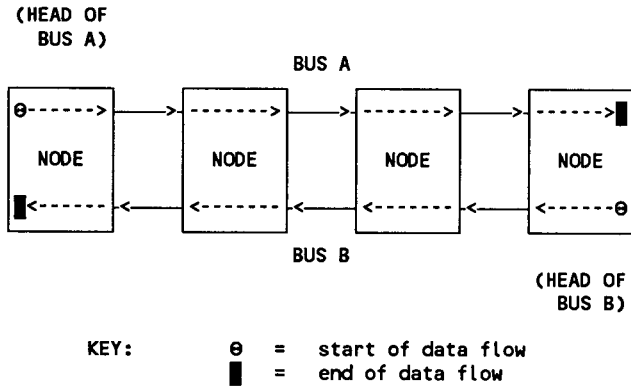 (HEAD OF
BUS A)
BUS A
NODE NODE NODE NODE
BUS B
(HEAD OF
BUS B)
KEY: Θ = start of data flow
█ = end of data flow